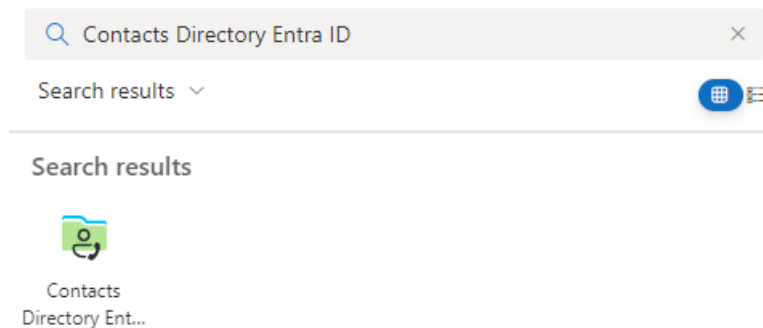 Contacts Directory Entra ID
Search results
Search results
Contacts
Directory Ent...